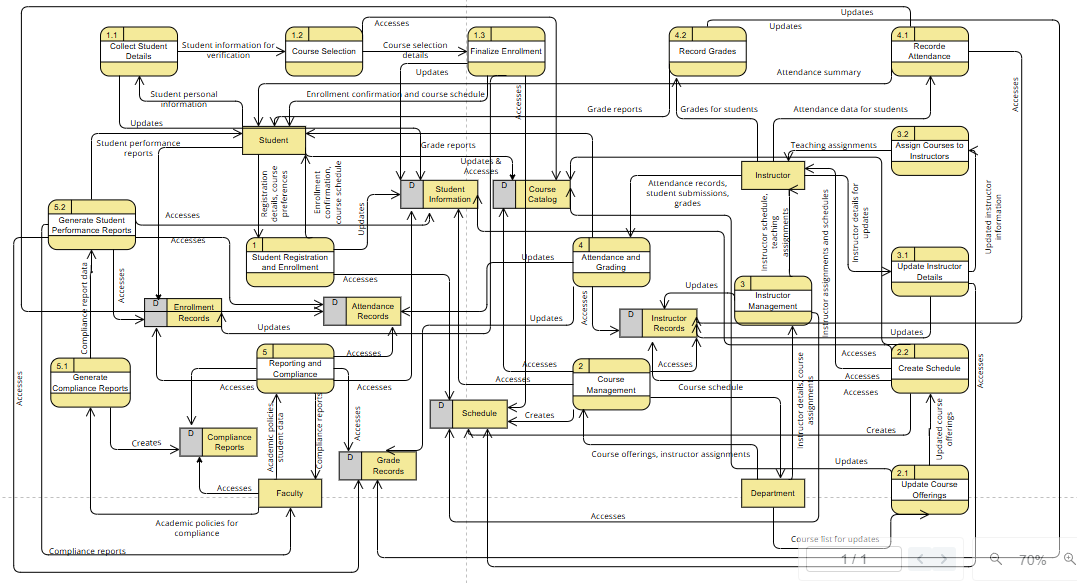 Updates
Accesses
Updates
1.1
Collect Student
Details
Student information for
verification
1.2
Course Selection
Course selection
details
1.3
Finalize Enrollment
4.2
Record Grades
4.1
Recorde
Attendance
Updates
Attendance summary
Student personal
information
Enrollment confirmation and course schedule
Accesses
Accesses
Grade reports
Grades for students
Attendance data for students
Updates
Student
3.2
Assign Courses to
Instructors
Teaching assignments
Student performance
reports
Grade reports
Updates &
Accesses
Instructor
Registration
details, course
preferences
Enrollment
confirmation,
course schedule
D
Student
Information
D
Course
Catalog
Attendance records,
student submissions,
grades
5.2
Generate Student
Performance Reports
Accesses
Updates
Instructor schedule,
teaching
assignments
Instructor assignments and schedules
Instructor details for
updates
Updated instructor
information
Accesses
1
Student Registration
and Enrollment
4
Attendance and
Grading
3.1
Update Instructor
Details
Updates
Accesses
Compliance report data
Accesses
Updates
3
Instructor
Management
D
Enrollment
Records
D
Attendance
Records
Accesses
D
Instructor
Records
Updates
Updates
Updates
5
Reporting and
Compliance
Accesses
Accesses
2.2
Create Schedule
5.1
Generate
Compliance Reports
Accesses
Accesses
2
Course
Management
Accesses
Accesses
Accesses
Accesses
Accesses
Accesses
Course schedule
Accesses
Instructor details, course
assignments
D
Schedule
Creates
Academic policies,
student data
Compliance reports
Accesses
Creates
Updated course
offerings
Creates
D
Compliance
Reports
Course offerings, instructor assignments
Updates
D
Grade
Records
2.1
Update Course
Offerings
Accesses
Faculty
Department
Academic policies for
compliance
Accesses
Course list for updates
Compliance reports
1 / 1
70%